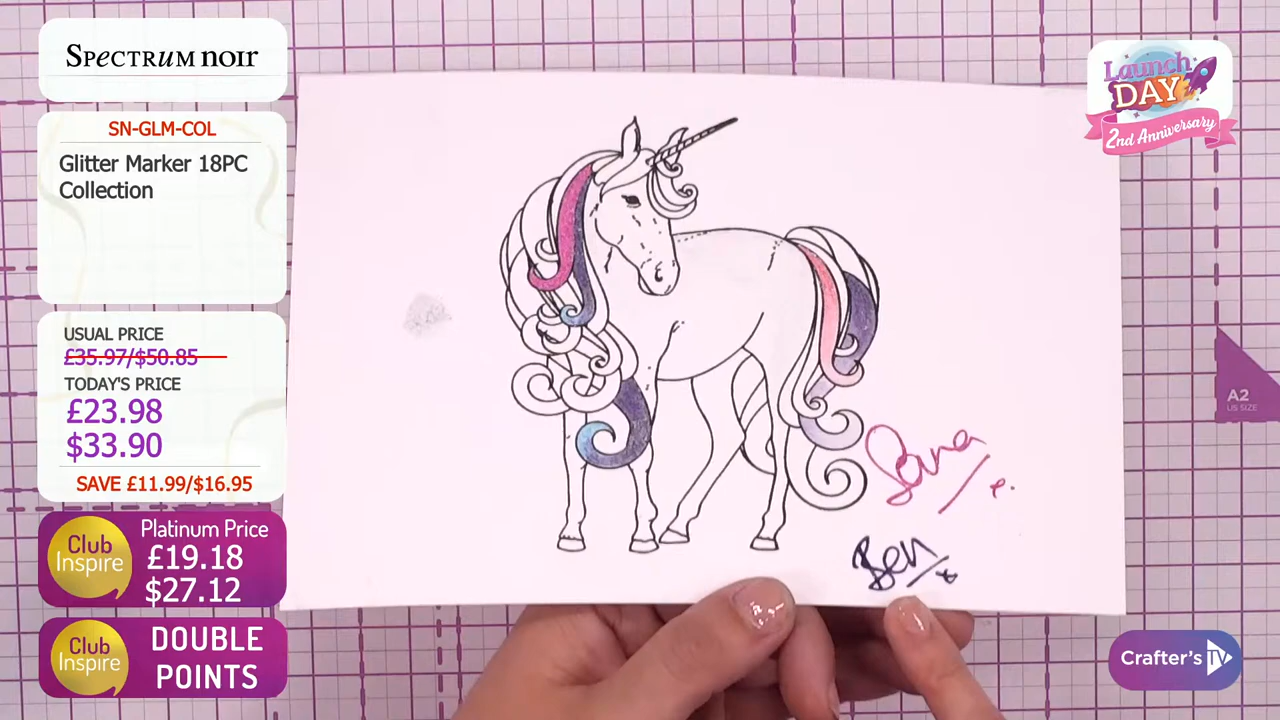 SPECTRUM noir
SN-GLM-COL
Glitter Marker 18PC
Collection
USUAL PRICE
£35.97/$50.85
TODAY'S PRICE
£23.98
$33.90
SAVE £11.99/$16.95
Club
Inspire
Platinum Price
£19.18
$27.12
Club
Inspire
DOUBLE
POINTS
Launch
DAY
2nd Anniversary
A2
US SIZE
Ben
Crafter's TV